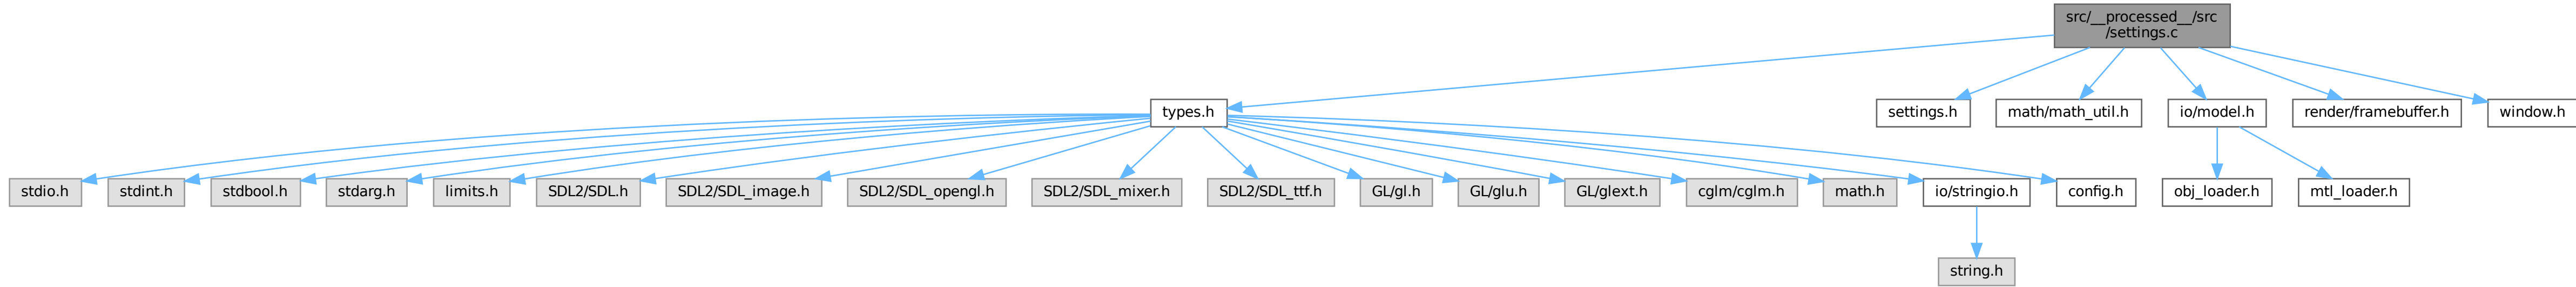 src/__processed__/src
/settings.c
types.h
settings.h
math/math_util.h
io/model.h
render/framebuffer.h
window.h
stdio.h
stdint.h
stdbool.h
stdarg.h
limits.h
SDL2/SDL.h
SDL2/SDL_image.h
SDL2/SDL_opengl.h
SDL2/SDL_mixer.h
SDL2/SDL_ttf.h
GL/gl.h
GL/glu.h
GL/glext.h
cglm/cglm.h
math.h
io/stringio.h
config.h
obj_loader.h
mtl_loader.h
string.h